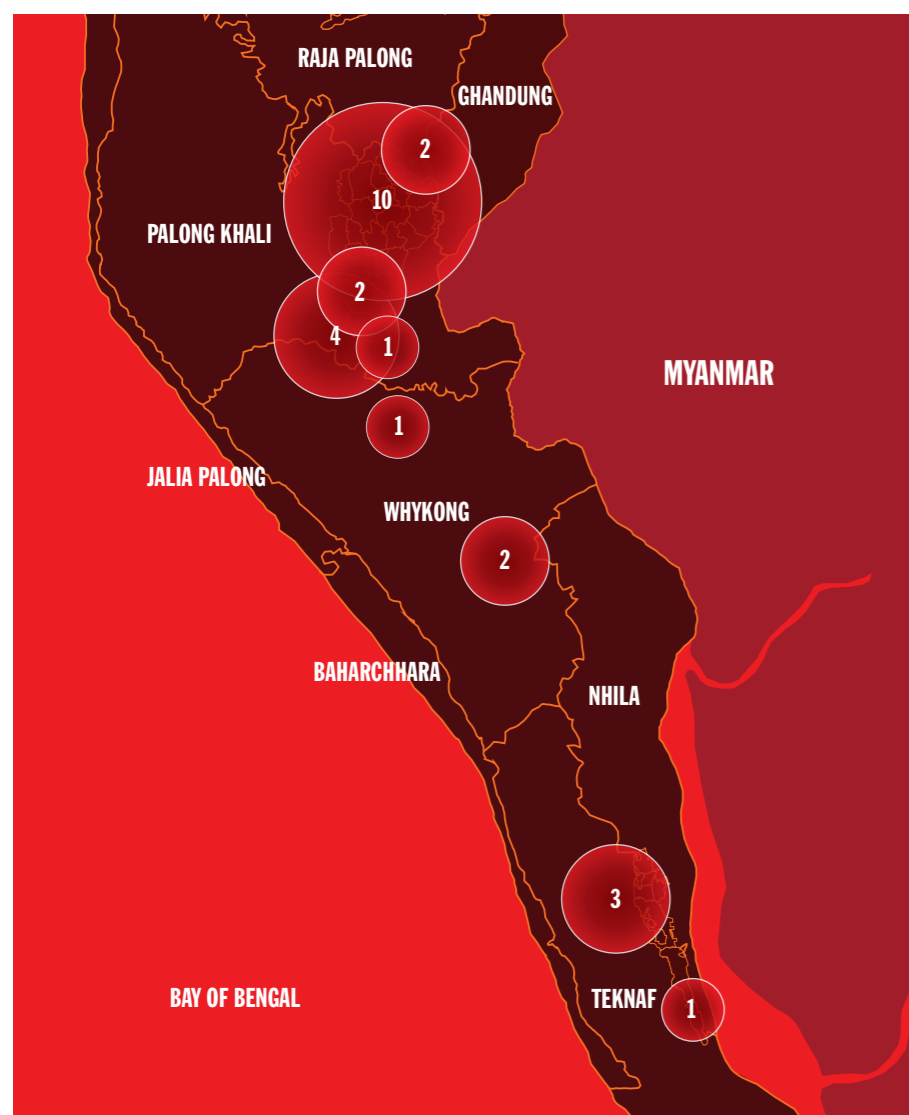 RAJA PALONG
GHANDUNG
2
10
PALONG KHALI
2
4
1
MYANMAR
1
JALIA PALONG
WHYKONG
2
BAHARCHHARA
NHILA
3
BAY OF BENGAL
TEKNAF
1